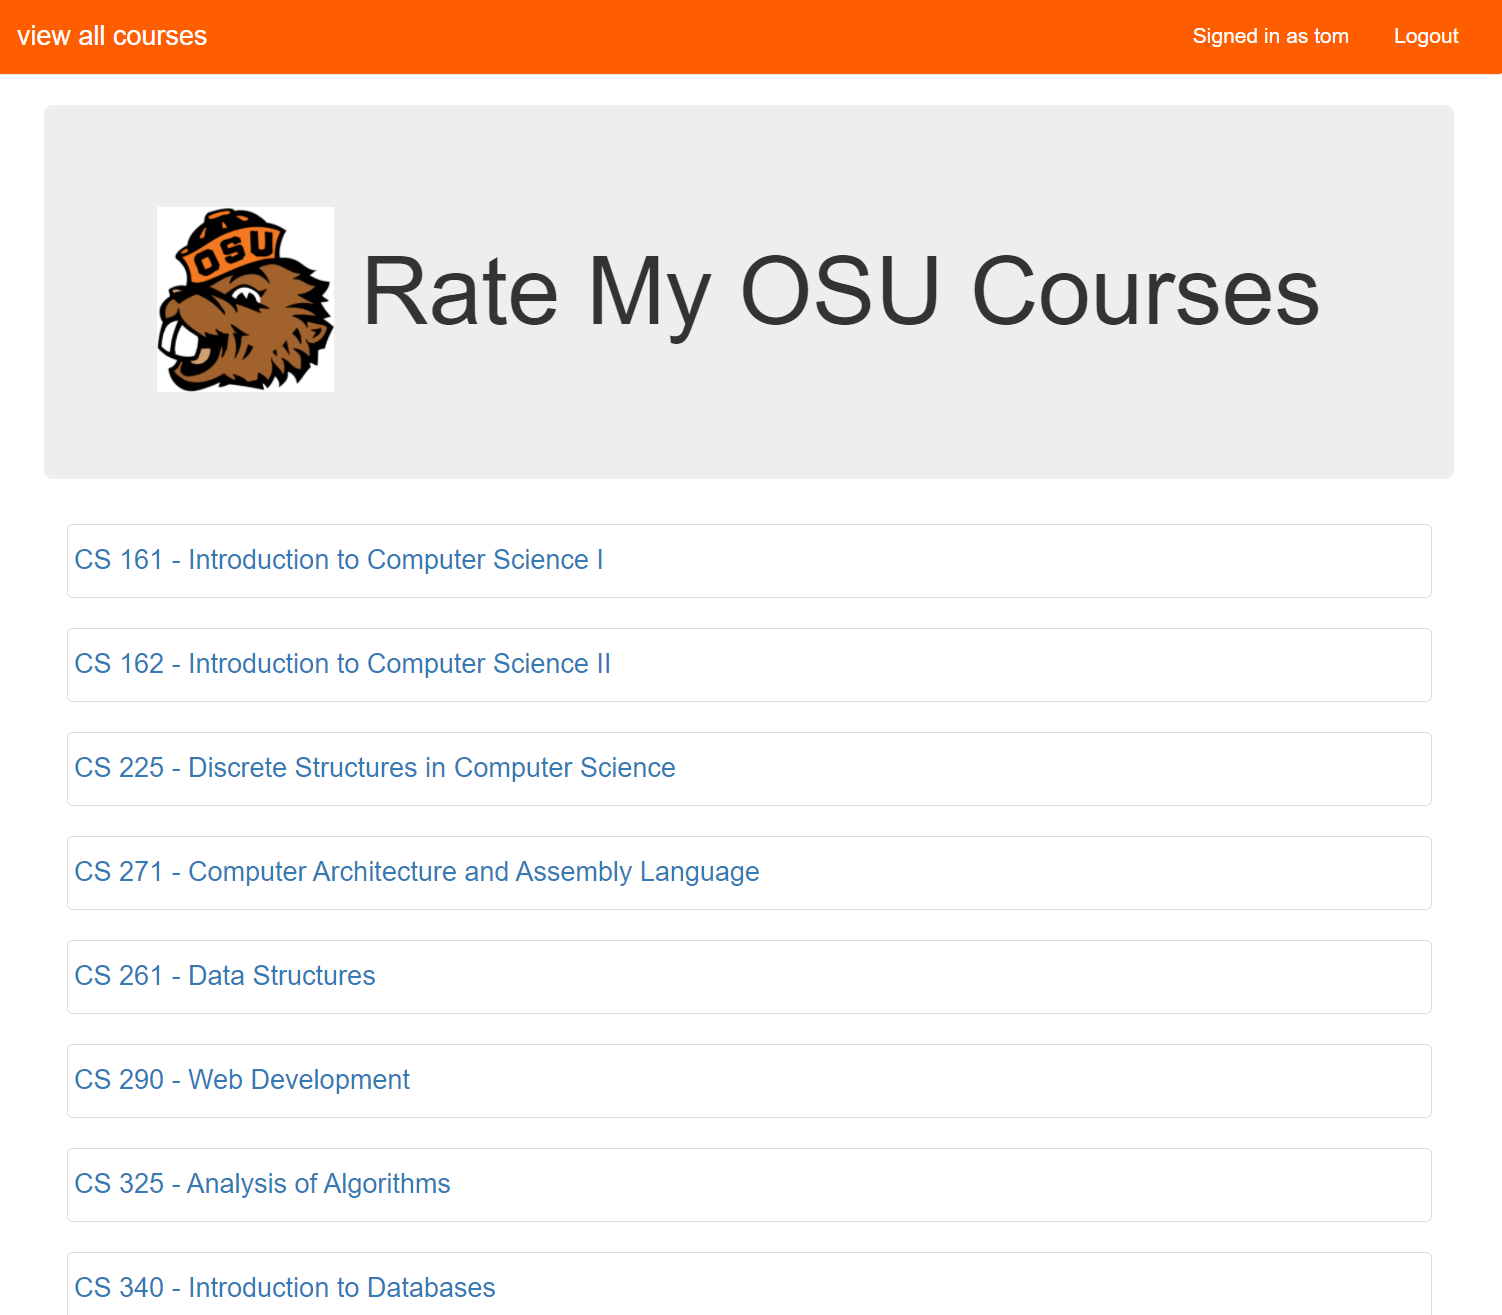 view all courses
Signed in as tom
Logout
OSU
Rate My OSU Courses
CS 161 - Introduction to Computer Science I
CS 162 - Introduction to Computer Science II
CS 225 - Discrete Structures in Computer Science
CS 271 - Computer Architecture and Assembly Language
CS 261 - Data Structures
CS 290 - Web Development
CS 325 - Analysis of Algorithms
CS 340 - Introduction to Databases